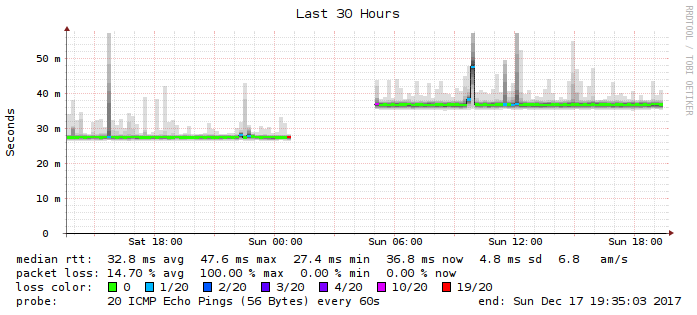 Last 30 Hours
RRDTOOL / TOBI OETIKER
Seconds
50 m
40 m
30 m
20 m
10 m
0
Sat 18:00 Sun 00:00 Sun 06:00 Sun 12:00 Sun 18:00
median rtt: 32.8 ms avg 47.6 ms max 27.4 ms min 36.8 ms now 4.8 ms sd 6.8 am/s
packet loss: 14.70 % avg 100.00 % max 0.00 % min 0.00 % now
loss color: 0 1/20 2/20 3/20 4/20 10/20 19/20
probe: 20 ICMP Echo Pings (56 Bytes) every 60s end: Sun Dec 17 19:35:03 2017